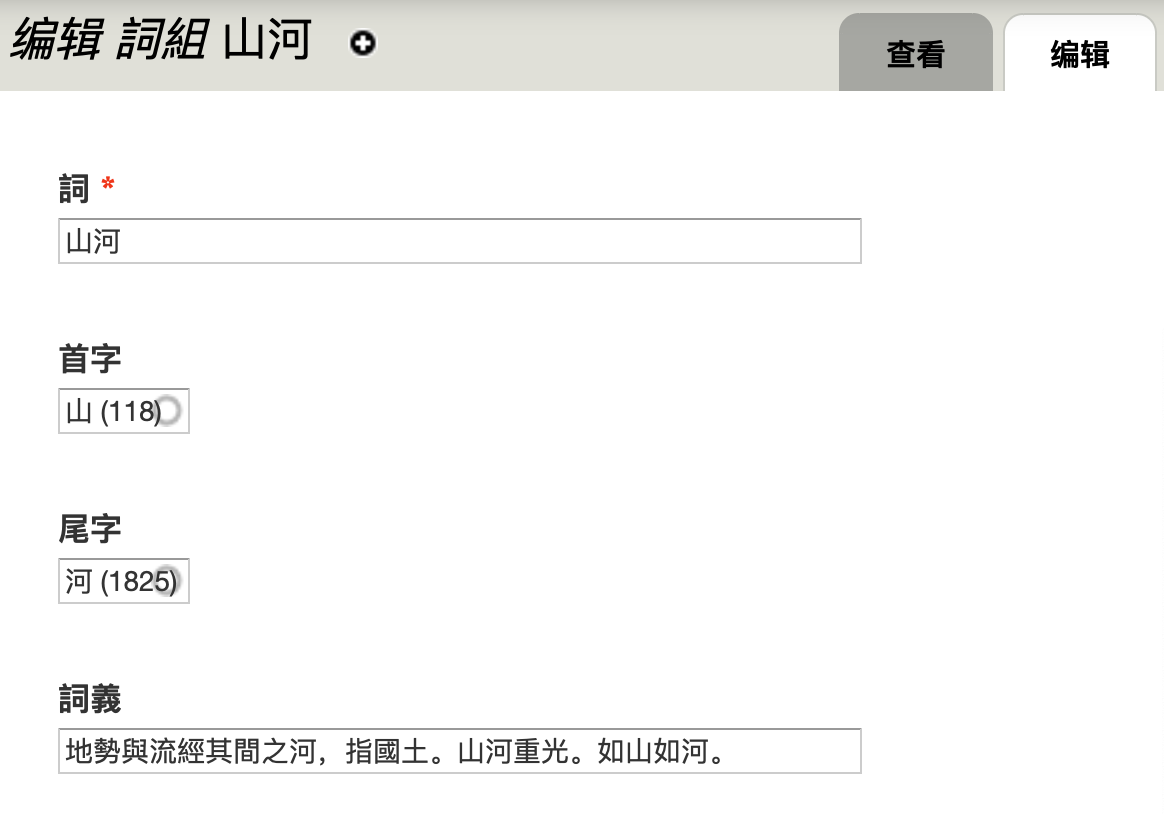 编辑 詞組 山河
查看
编辑
詞 *
山河
首字
山 (118)
尾字
河 (1825)
詞義
地勢與流經其間之河，指國土。山河重光。如山如河。